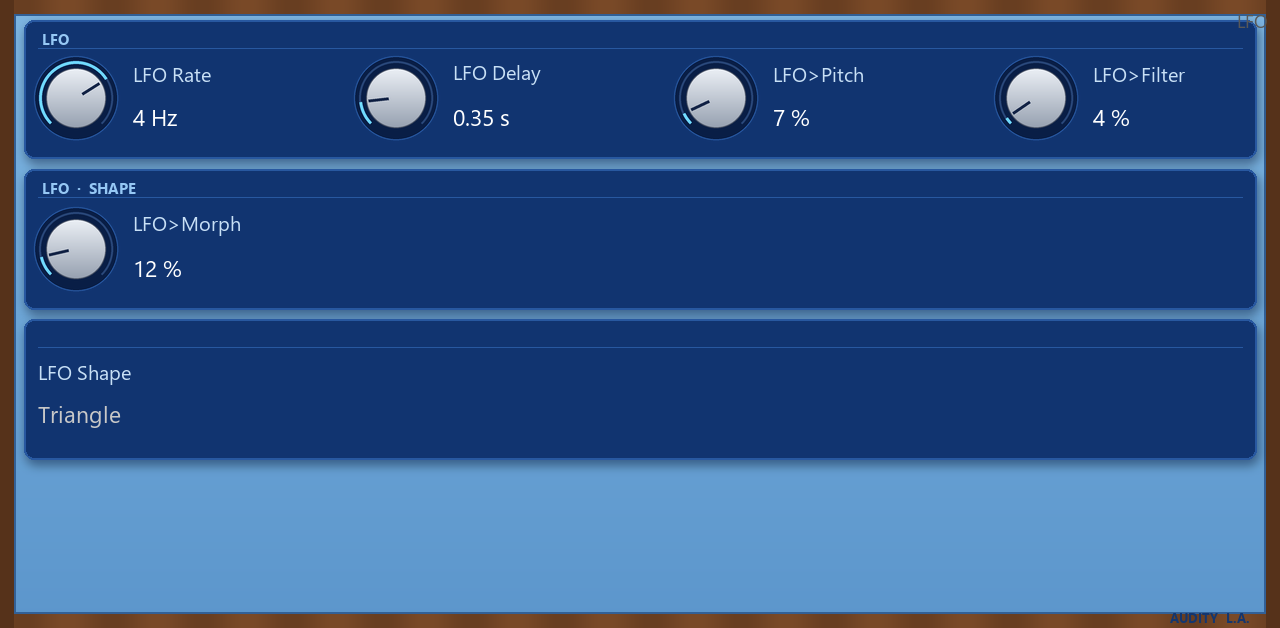 LFO
LFO
LFO Rate
4 Hz
LFO Delay
0.35 s
LFO>Pitch
7 %
LFO>Filter
4 %
LFO · SHAPE
LFO>Morph
12 %
LFO Shape
Triangle
AUDITY L.A.